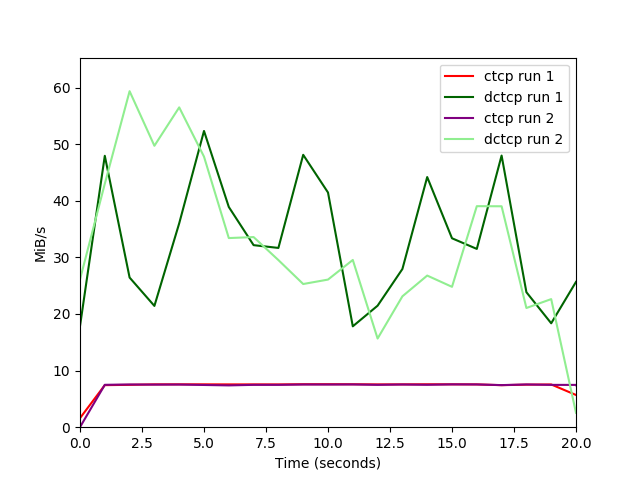 ctcp run 1
dctcp run 1
ctcp run 2
dctcp run 2
60
50
40
30
20
10
0
MiB/s
0.0 2.5 5.0 7.5 10.0 12.5 15.0 17.5 20.0
Time (seconds)